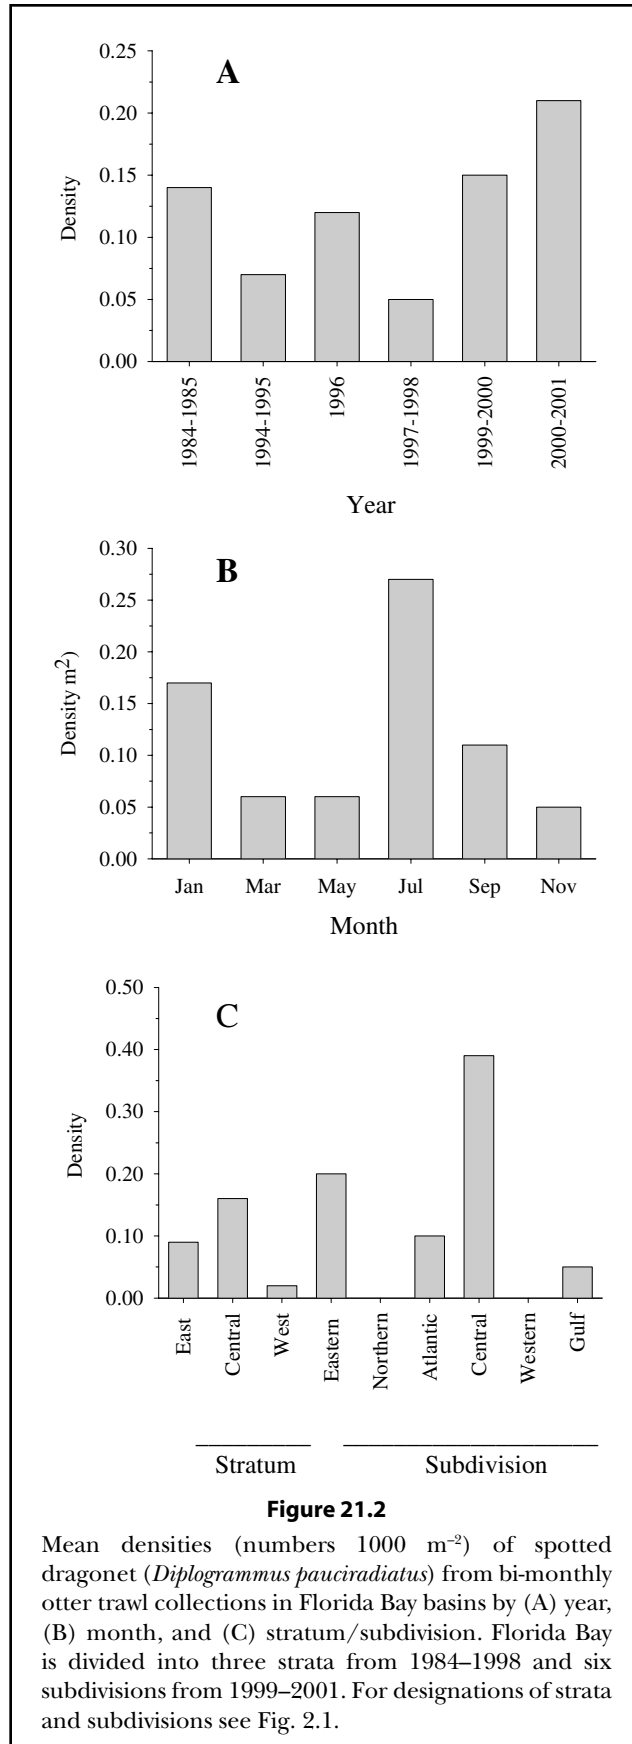 A
0.25
0.20
0.15
0.10
0.05
0.00
Density
1984-1985
1994-1995
1996
1997-1998
1999-2000
2000-2001
Year
B
0.30
0.25
0.20
0.15
0.10
0.05
0.00
Density m²)
Jan Mar May Jul Sep Nov
Month
C
0.50
0.40
0.30
0.20
0.10
0.00
Density
East
Central
West
Eastern
Northern
Atlantic
Central
Western
Gulf
Stratum Subdivision
Figure 21.2
Mean densities (numbers 1000 m⁻²) of spotted
dragonet (Diplogrammus pauciradiatus) from bi-monthly
otter trawl collections in Florida Bay basins by (A) year,
(B) month, and (C) stratum/subdivision. Florida Bay
is divided into three strata from 1984–1998 and six
subdivisions from 1999–2001. For designations of strata
and subdivisions see Fig. 2.1.